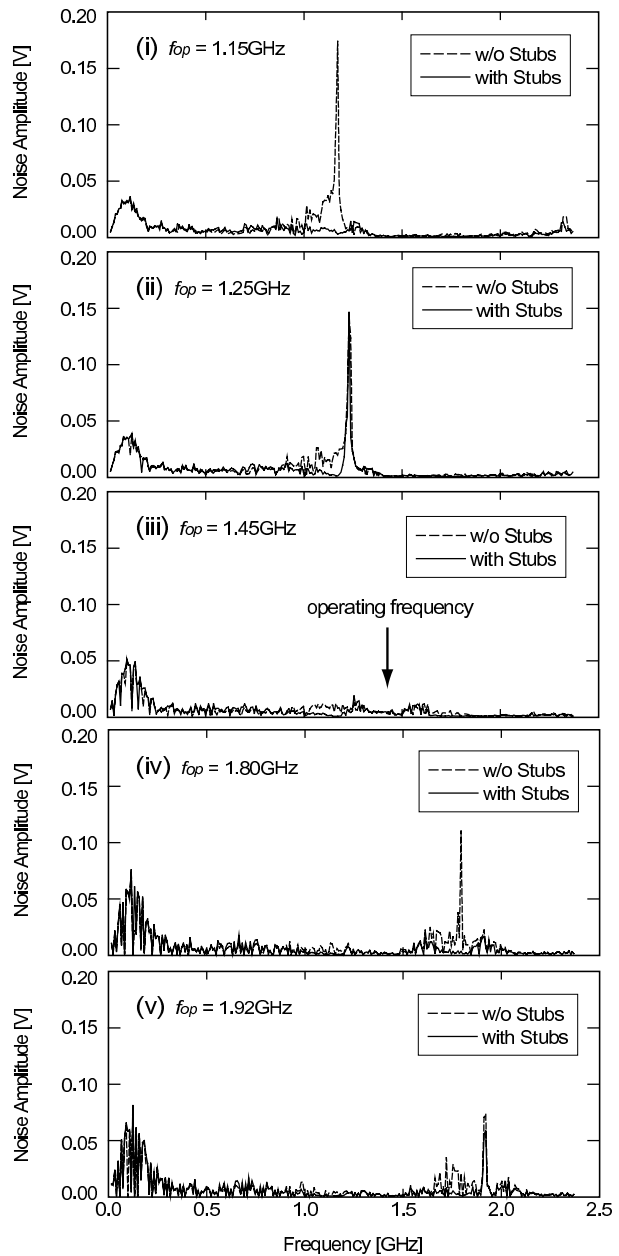 0.20
(i) fop = 1.15GHz
w/o Stubs
with Stubs
0.15
0.10
0.05
0.00
Noise Amplitude [V]
0.20
(ii) fop = 1.25GHz
w/o Stubs
with Stubs
0.15
0.10
0.05
0.00
Noise Amplitude [V]
0.20
(iii) fop = 1.45GHz
w/o Stubs
with Stubs
0.15
0.10
operating frequency
0.05
0.00
Noise Amplitude [V]
0.20
(iv) fop = 1.80GHz
w/o Stubs
with Stubs
0.15
0.10
0.05
0.00
Noise Amplitude [V]
0.20
(v) fop = 1.92GHz
w/o Stubs
with Stubs
0.15
0.10
0.05
0.00
Noise Amplitude [V]
0.0 0.5 1.0 1.5 2.0 2.5
Frequency [GHz]